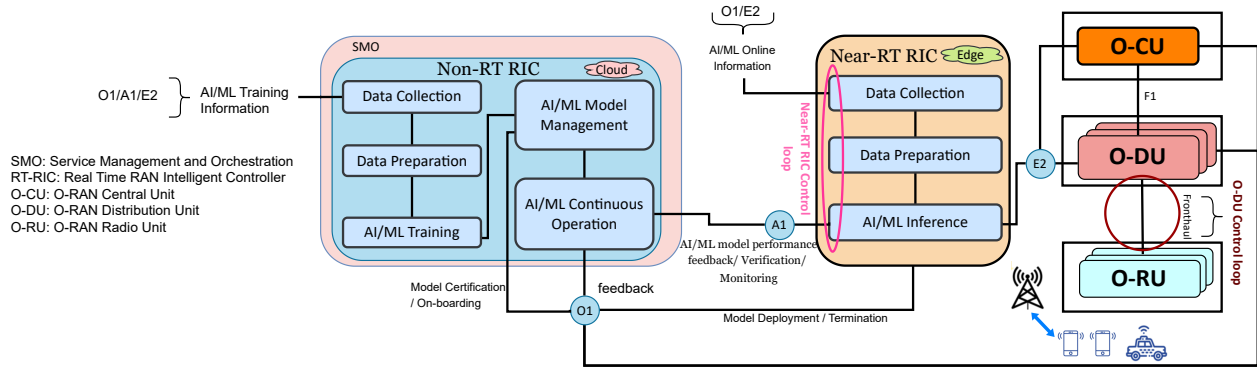 SMO
Non-RT RIC
Cloud
O1/A1/E2
AI/ML Training
Information
Data Collection
Data Preparation
AI/ML Training
AI/ML Model
Management
AI/ML Continuous
Operation
SMO: Service Management and Orchestration
RT-RIC: Real Time RAN Intelligent Controller
O-CU: O-RAN Central Unit
O-DU: O-RAN Distribution Unit
O-RU: O-RAN Radio Unit
Model Certification
/ On-boarding
feedback
O1
Model Deployment / Termination
A1
AI/ML model performance
feedback/ Verification/
Monitoring
O1/E2
AI/ML Online
Information
Near-RT RIC
Edge
Data Collection
Data Preparation
AI/ML Inference
Near-RT RIC Control
loop
E2
O-CU
F1
O-DU
Fronthaul
O-DU Control loop
O-RU